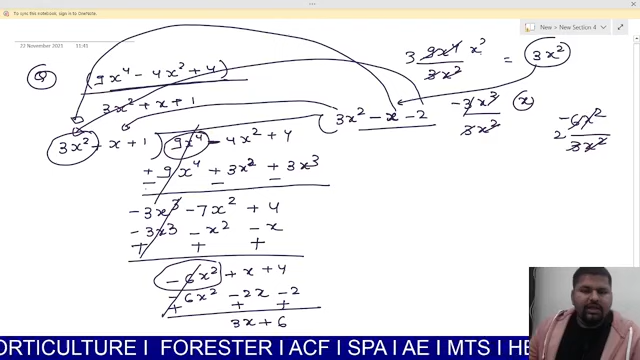 To sync this notebook, sign in to OneNote.
New » New Section 4
22 November 2021 11:41
Q (9x⁴ - 4x² + 4)
3x² + x + 1
3 9x⁴ x² / 3x² = 3x²
3x² - x + 1 ) 9x⁴ - 4x² + 4 ( 3x² - x - 2
-3x³ / 3x² (x)
2 -6x² / 3x²
+ 9x⁴ + 3x² + 3x³
- - -
- 3x³ - 7x² + 4
- 3x3 - x² - x
+ + +
- 6x² + x + 4
- 6x² - 2x - 2
+ + +
3x + 6
ORTICULTURE I FORESTER I ACF I SPA I AE I MTS I HE